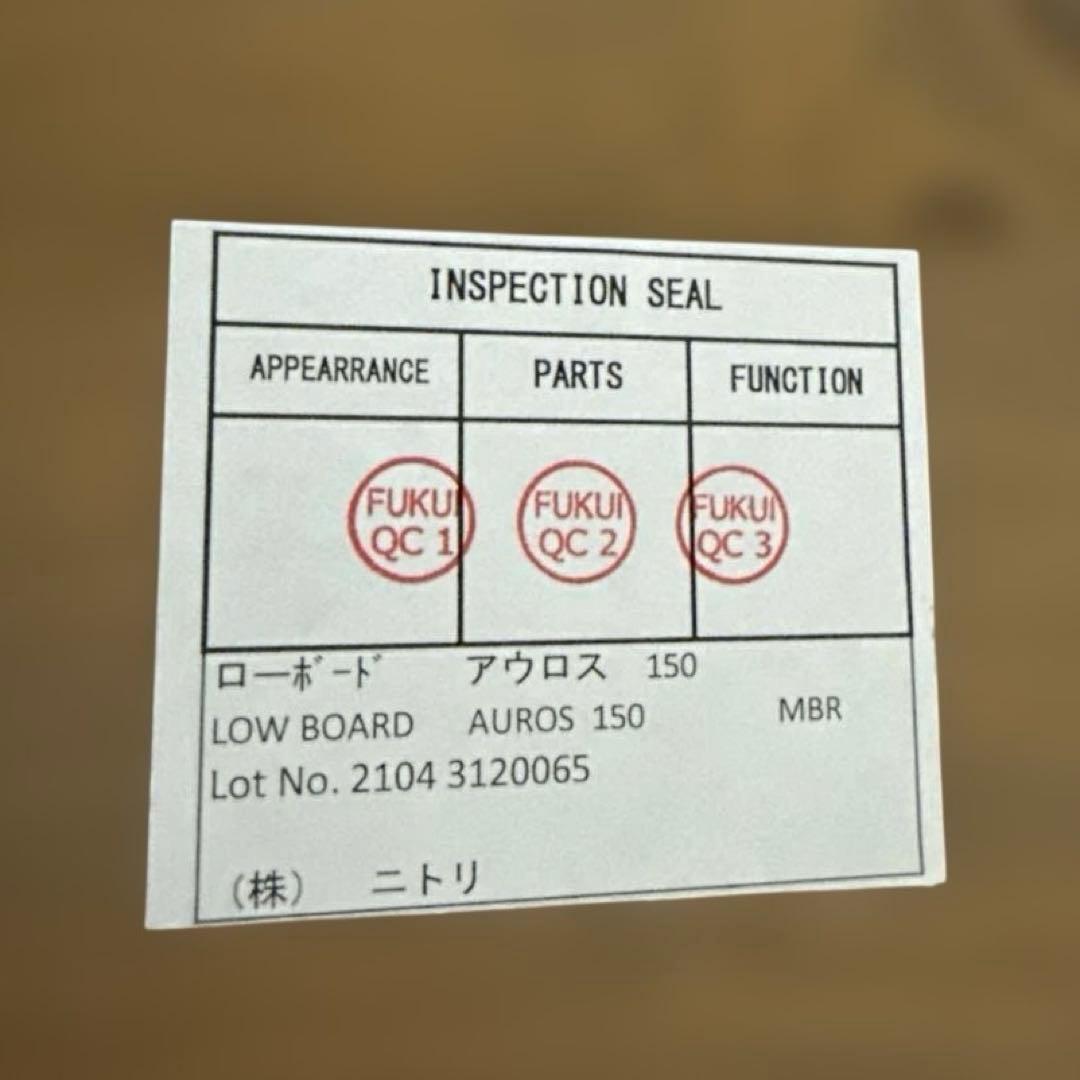 INSPECTION SEAL
APPEARRANCE PARTS FUNCTION
FUKUI FUKUI FUKUI
QC 1 QC 2 QC 3
ローボード アウロス 150
LOW BOARD AUROS 150 MBR
Lot No. 2104 3120065
（株） ニトリ